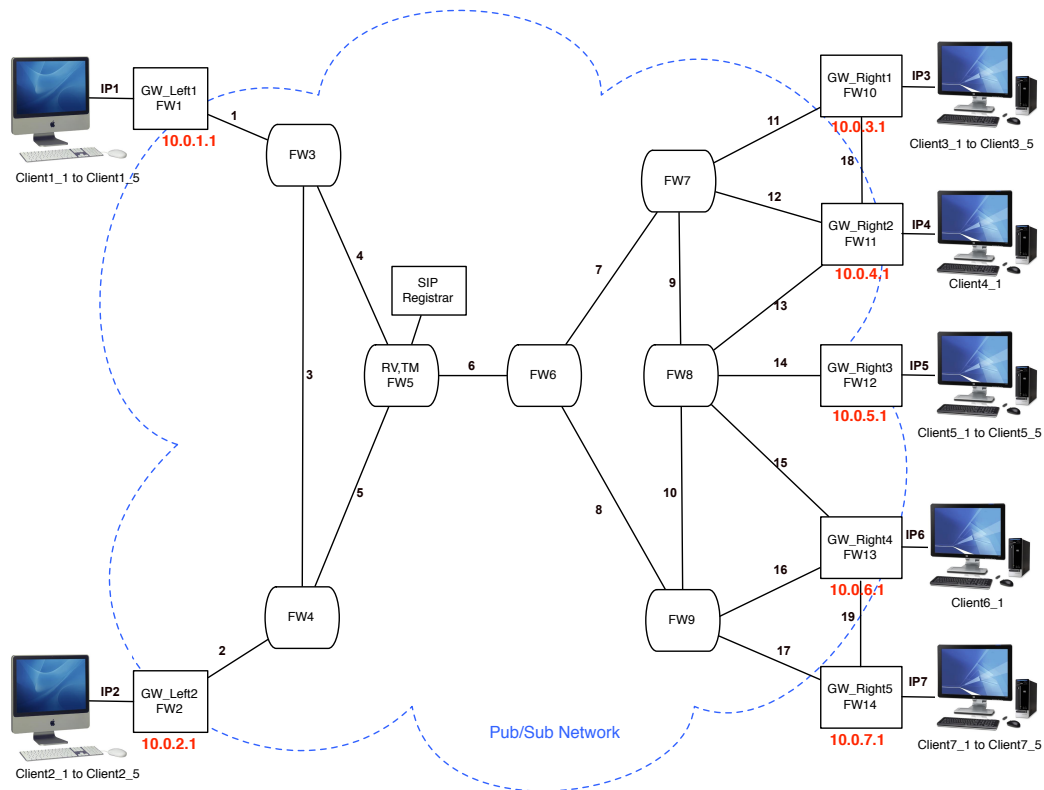 GW_Left1
FW1
IP1
10.0.1.1
Client1_1 to Client1_5
1
FW3
4
3
SIP
Registrar
RV,TM
FW5
6
FW6
5
FW4
2
GW_Left2
FW2
IP2
10.0.2.1
Client2_1 to Client2_5
7
8
FW7
9
FW8
10
FW9
11
12
13
14
15
16
17
18
19
GW_Right1
FW10
IP3
10.0.3.1
Client3_1 to Client3_5
GW_Right2
FW11
IP4
10.0.4.1
Client4_1
GW_Right3
FW12
IP5
10.0.5.1
Client5_1 to Client5_5
GW_Right4
FW13
IP6
10.0.6.1
Client6_1
GW_Right5
FW14
IP7
10.0.7.1
Client7_1 to Client7_5
Pub/Sub Network